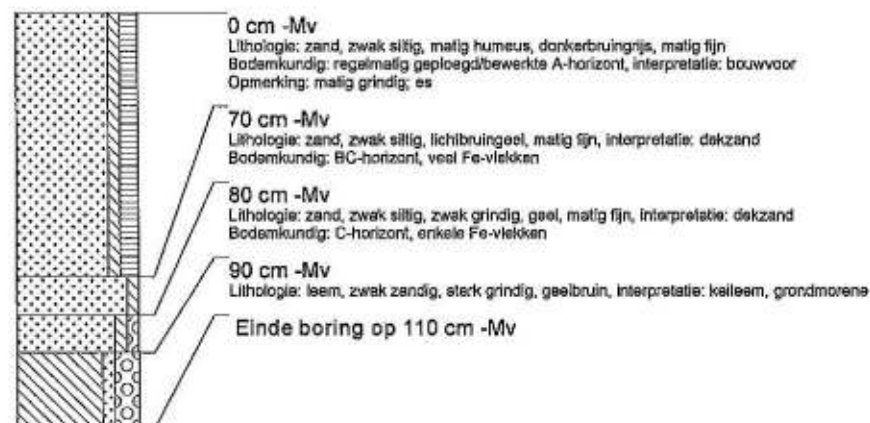 0 cm -Mv
Lithologie: zand, zwak siltig, matig humeus, donkerbruingrijs, matig fijn
Bodemkundig: regelmatig geploegd/bewerkte A-horizont, interpretatie: bouwvoor
Opmerking: matig grindig; es
70 cm -Mv
Lithologie: zand, zwak siltig, lichtbruingeel, matig fijn, interpretatie: dekzand
Bodemkundig: BC-horizont, veel Fe-vlekken
80 cm -Mv
Lithologie: zand, zwak siltig, zwak grindig, geel, matig fijn, interpretatie: dekzand
Bodemkundig: C-horizont, enkele Fe-vlekken
90 cm -Mv
Lithologie: leem, zwak zandig, sterk grindig, geelbruin, interpretatie: keileem, grondmorene
Einde boring op 110 cm -Mv